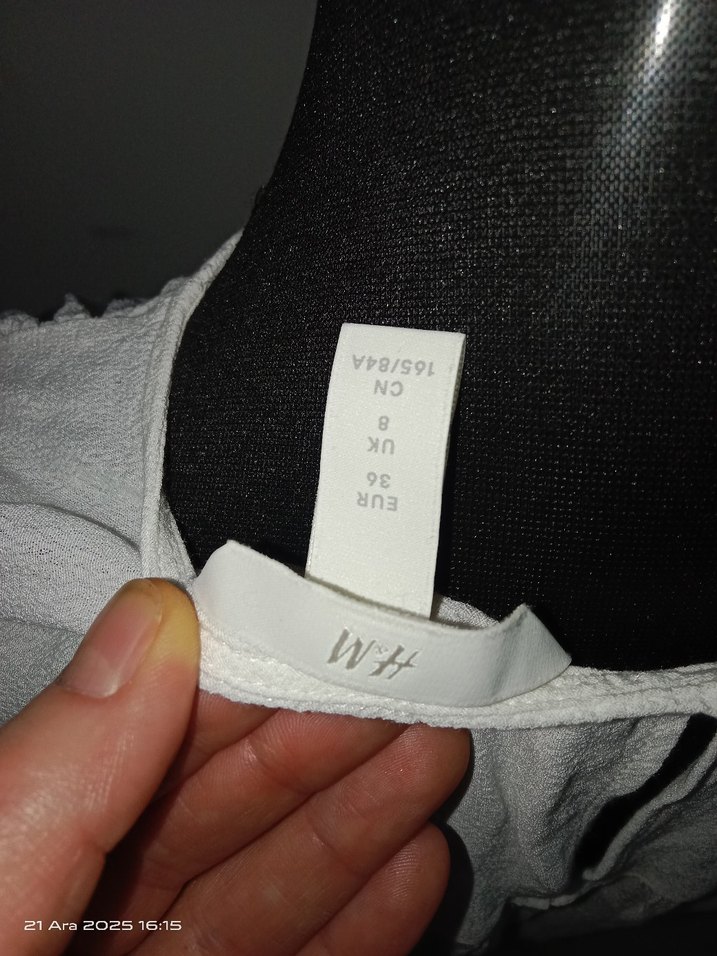 H&M
EUR
36
UK
8
CN
165/84A
21 Ara 2025 16:15